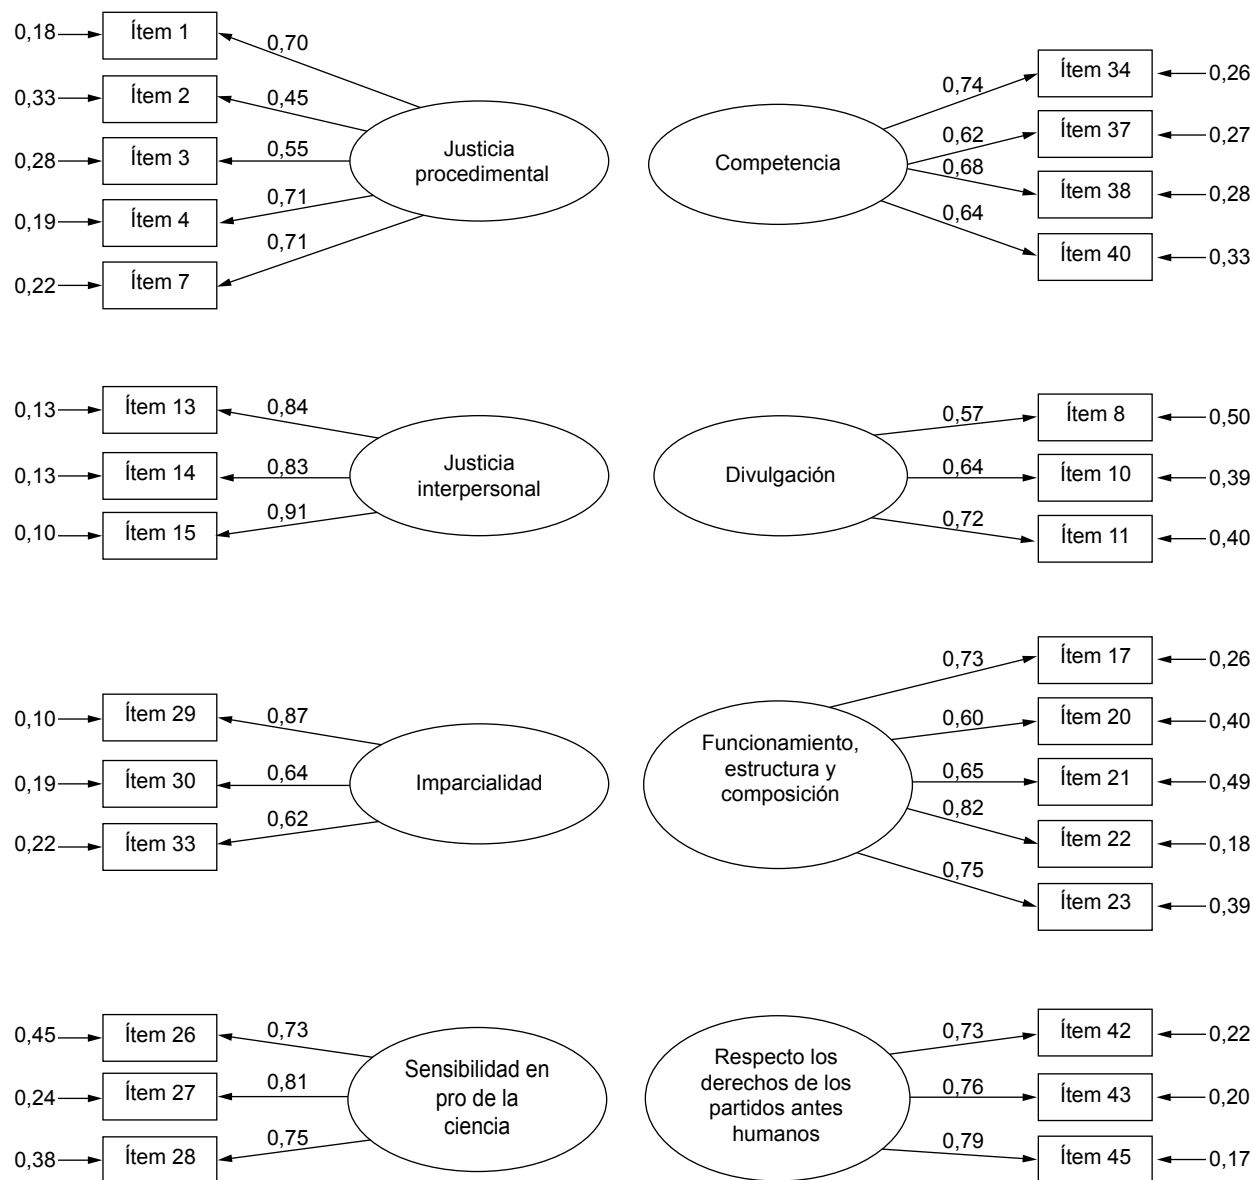 0,18
Ítem 1
0,70
0,33
Ítem 2
0,45
0,28
Ítem 3
0,55
0,19
Ítem 4
0,71
0,22
Ítem 7
0,71
Justicia
procedimental
Competencia
0,74
Ítem 34
0,26
0,62
Ítem 37
0,27
0,68
Ítem 38
0,28
0,64
Ítem 40
0,33
0,13
Ítem 13
0,84
0,13
Ítem 14
0,83
0,10
Ítem 15
0,91
Justicia
interpersonal
Divulgación
0,57
Ítem 8
0,50
0,64
Ítem 10
0,39
0,72
Ítem 11
0,40
0,10
Ítem 29
0,87
0,19
Ítem 30
0,64
0,22
Ítem 33
0,62
Imparcialidad
Funcionamiento,
estructura y
composición
0,73
Ítem 17
0,26
0,60
Ítem 20
0,40
0,65
Ítem 21
0,49
0,82
Ítem 22
0,18
0,75
Ítem 23
0,39
0,45
Ítem 26
0,73
0,24
Ítem 27
0,81
0,38
Ítem 28
0,75
Sensibilidad en
pro de la
ciencia
Respecto los
derechos de los
partidos antes
humanos
0,73
Ítem 42
0,22
0,76
Ítem 43
0,20
0,79
Ítem 45
0,17